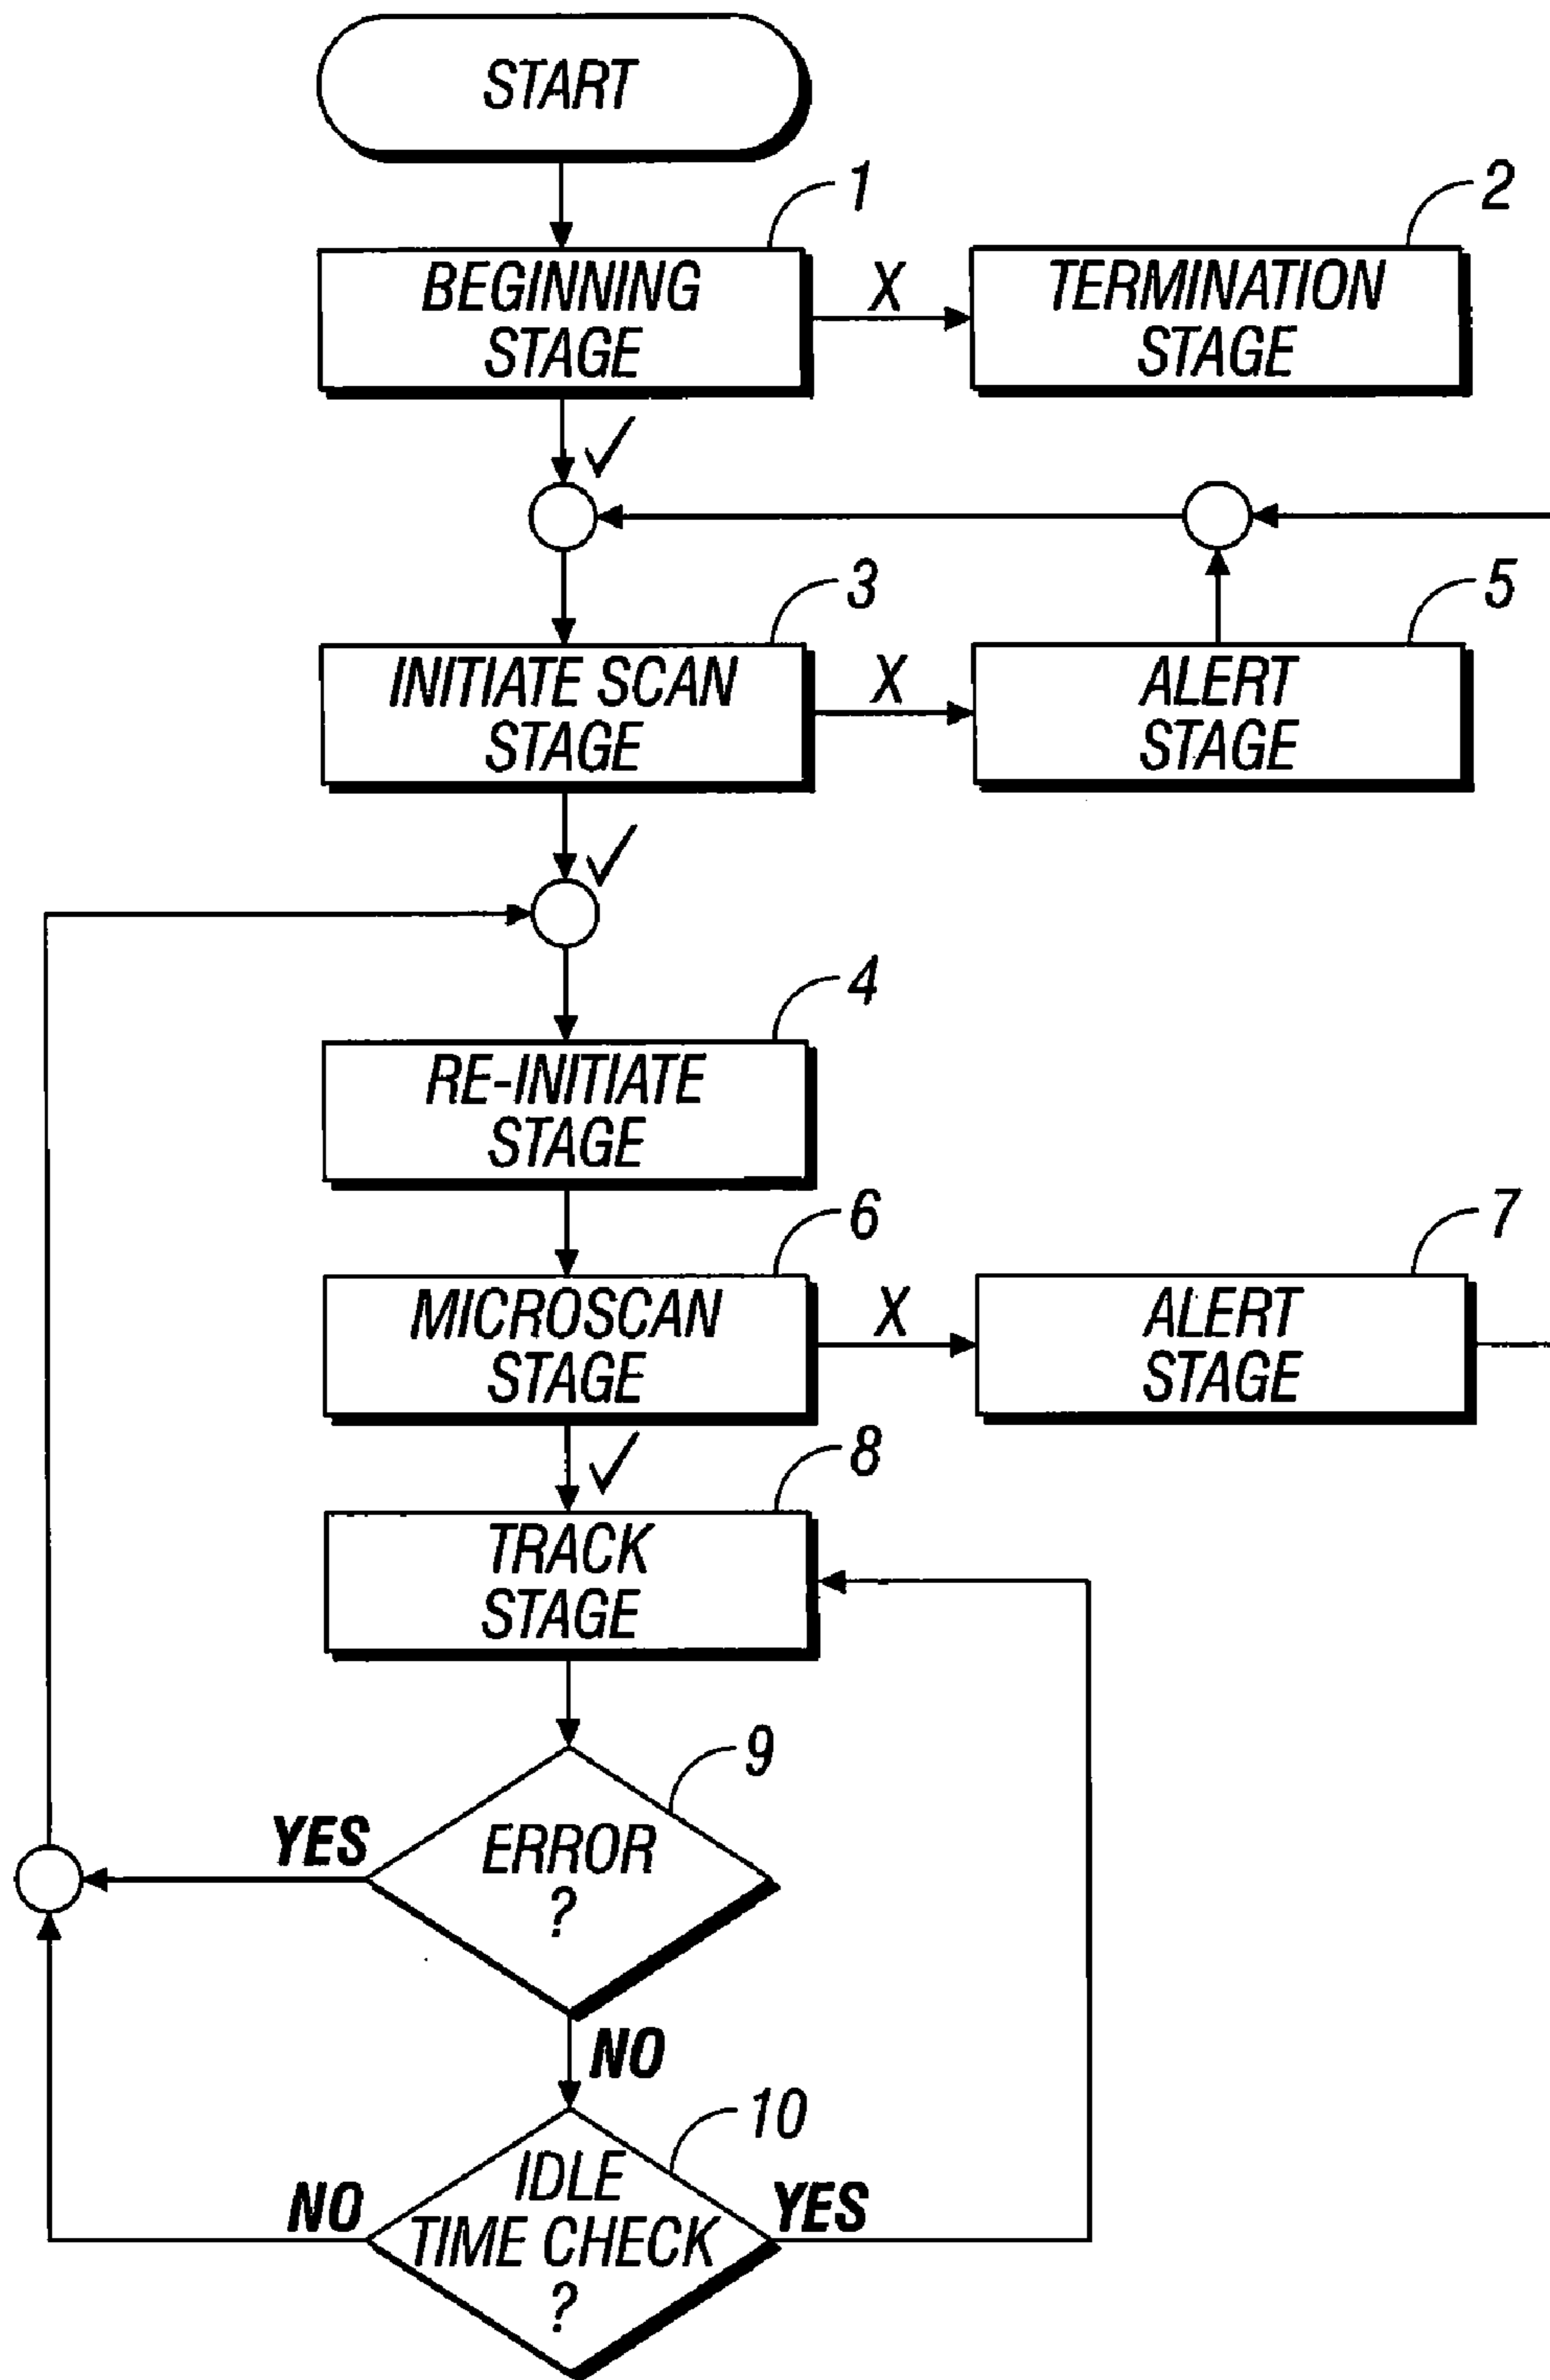 START
1
2
BEGINNING
STAGE
X
TERMINATION
STAGE
✓
3
5
INITIATE SCAN
STAGE
X
ALERT
STAGE
✓
4
RE-INITIATE
STAGE
6
7
MICROSCAN
STAGE
X
ALERT
STAGE
✓
8
TRACK
STAGE
9
YES
ERROR
?
NO
10
NO
IDLE
TIME CHECK
?
YES